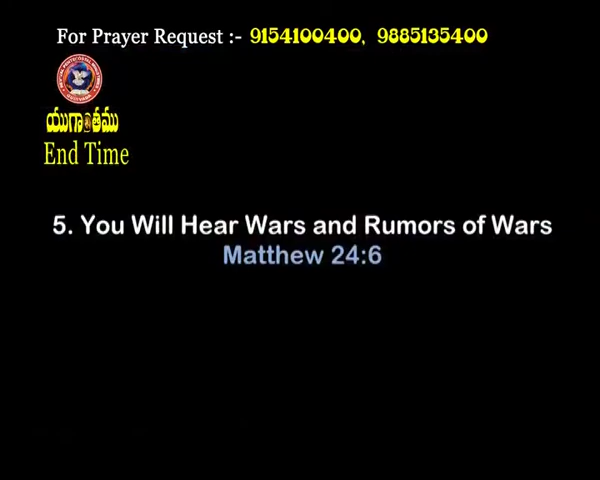 For Prayer Request :- 9154100400, 9885135400
యుగాంతము
End Time
5. You Will Hear Wars and Rumors of Wars
Matthew 24:6